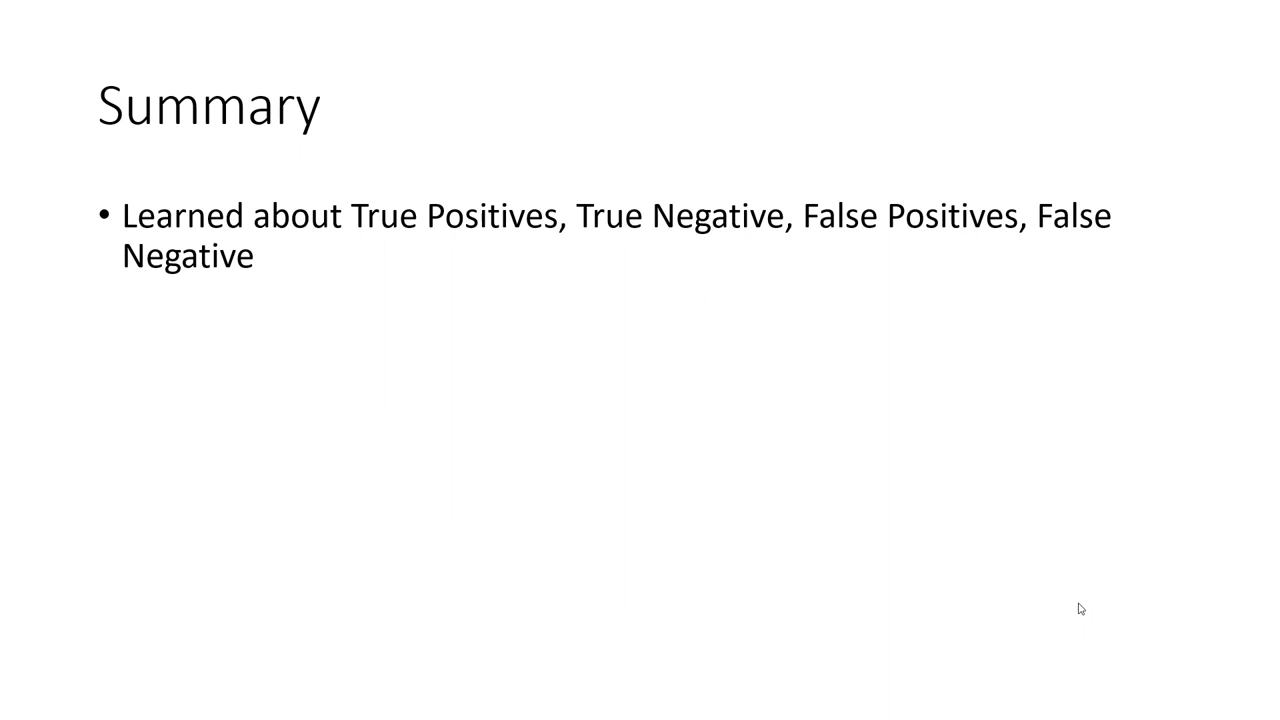 Summary
• Learned about True Positives, True Negative, False Positives, False
Negative